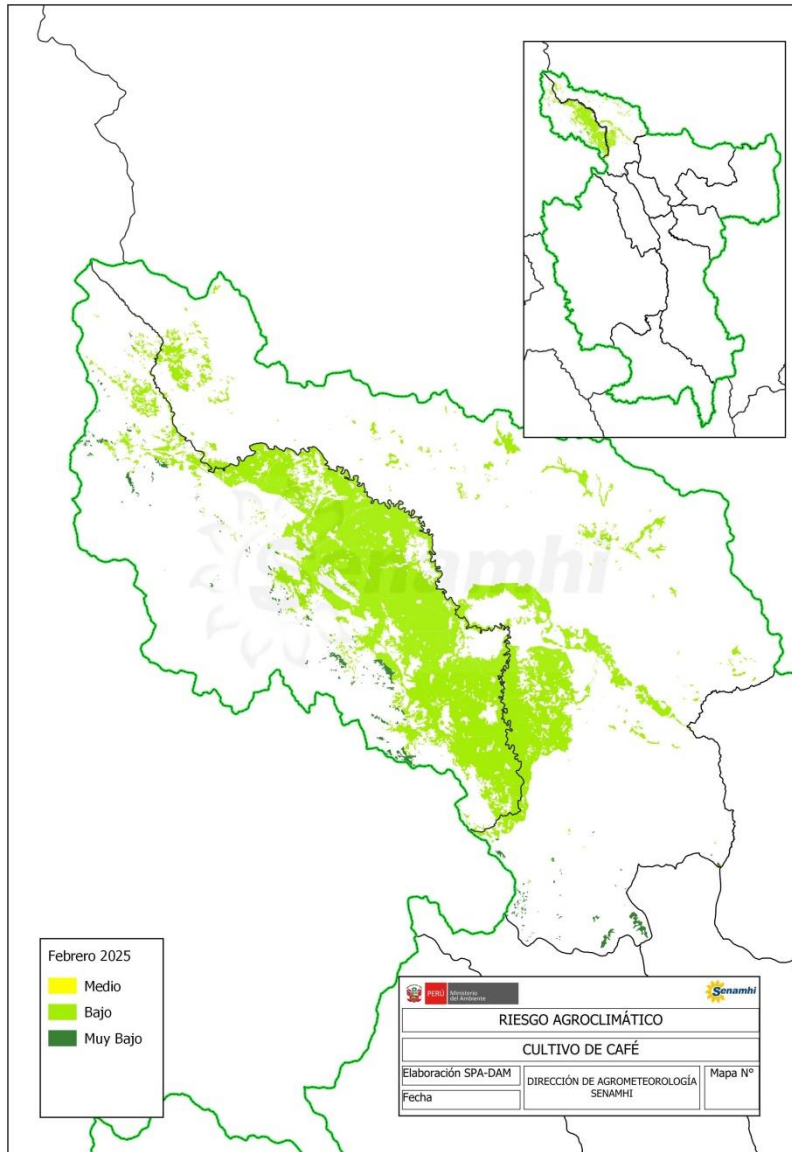 Senamhi
Febrero 2025
Medio
Bajo
Muy Bajo
PERÚ
Ministerio
del Ambiente
Senamhi
RIESGO AGROCLIMÁTICO
CULTIVO DE CAFÉ
Elaboración SPA-DAM
Fecha
DIRECCIÓN DE AGROMETEOROLOGÍA
SENAMHI
Mapa N°